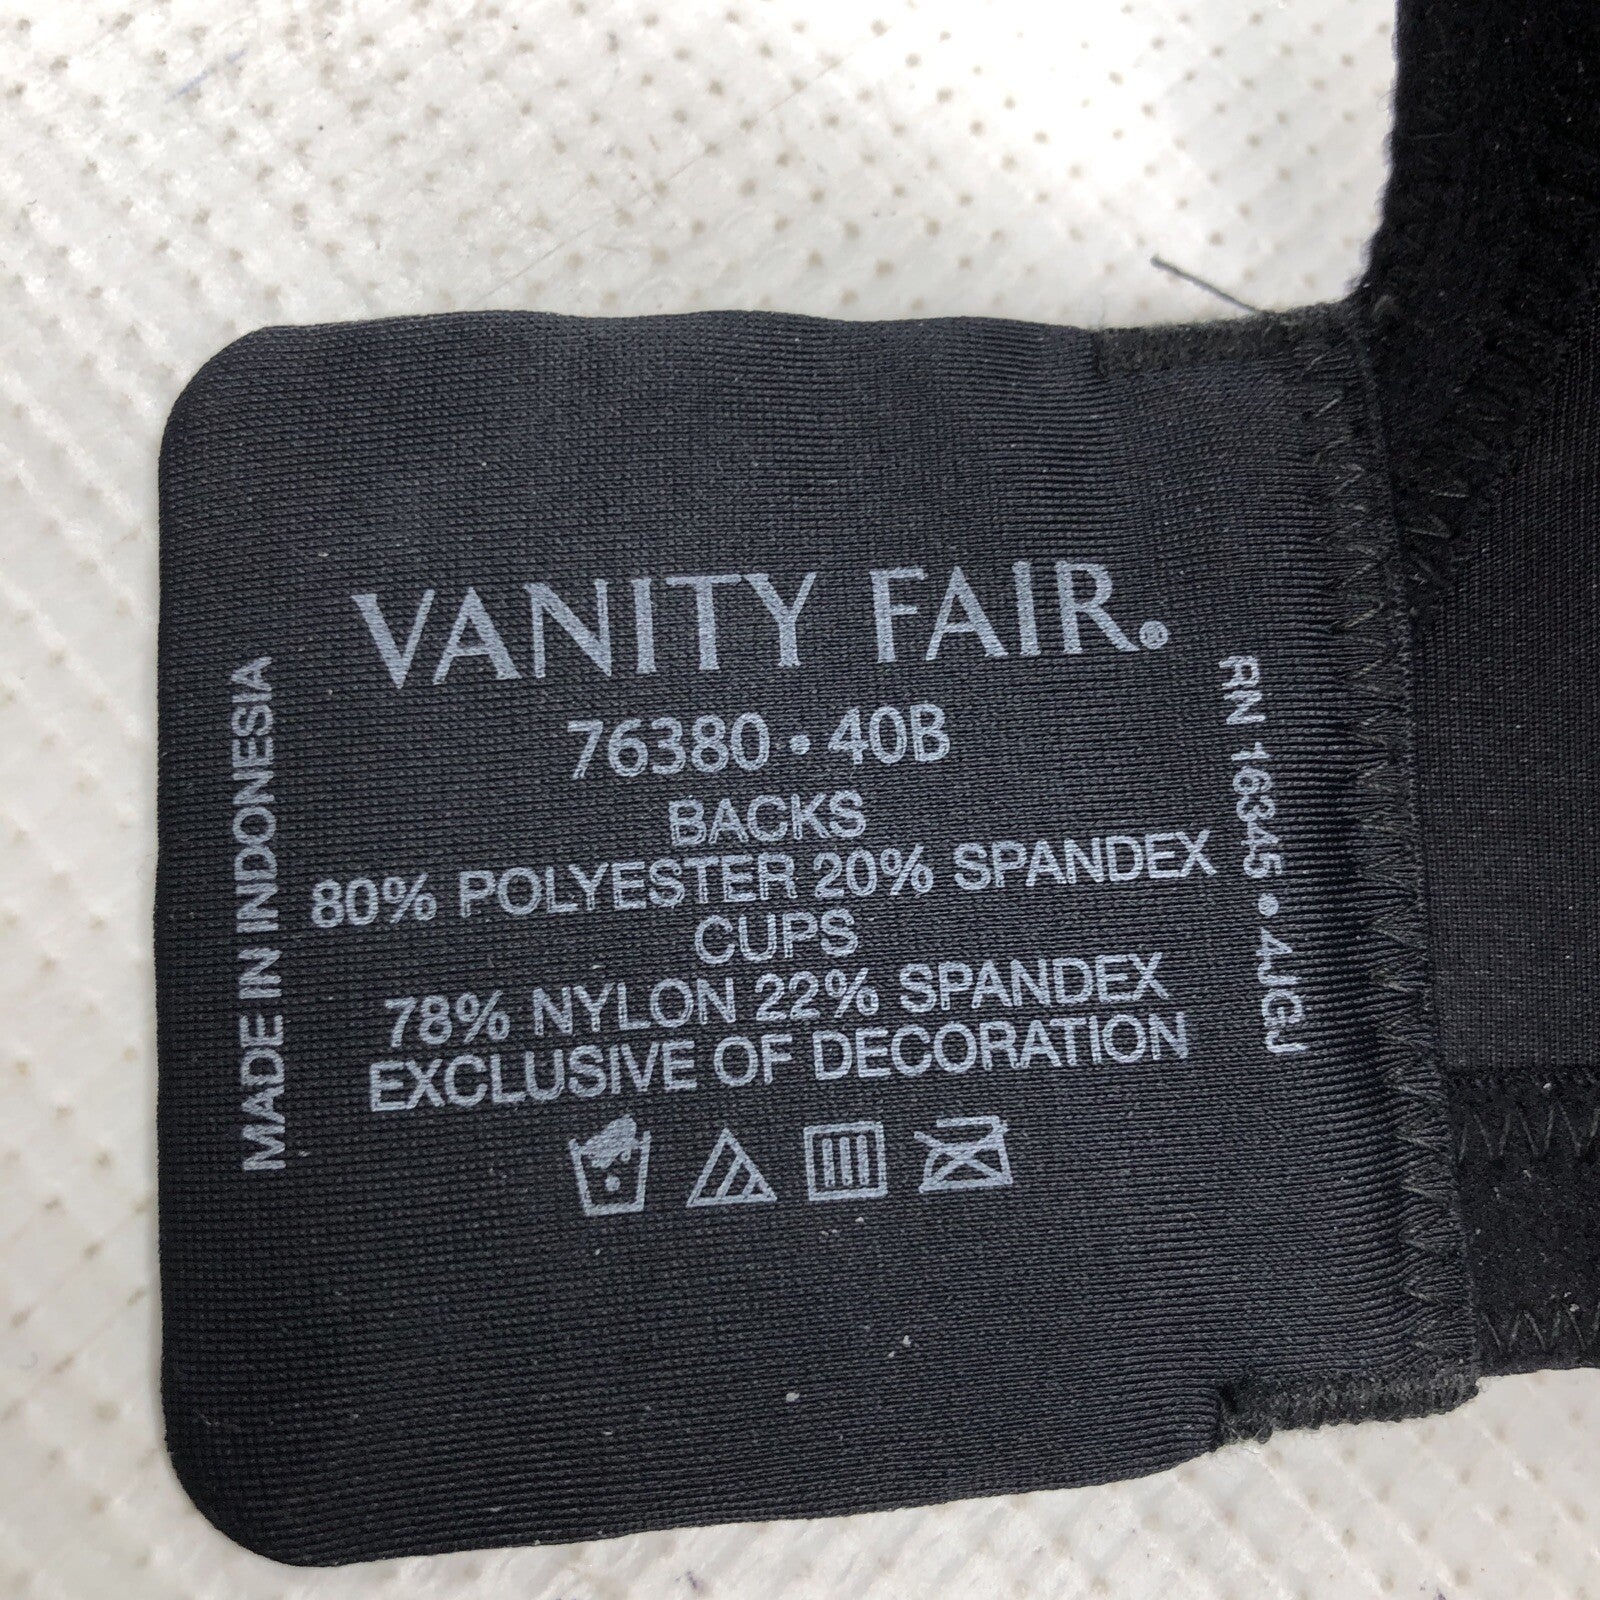 VANITY FAIR®
76380 • 40B
BACKS
80% POLYESTER 20% SPANDEX
CUPS
78% NYLON 22% SPANDEX
EXCLUSIVE OF DECORATION
MADE IN INDONESIA
RN 16345 • 4JGJ